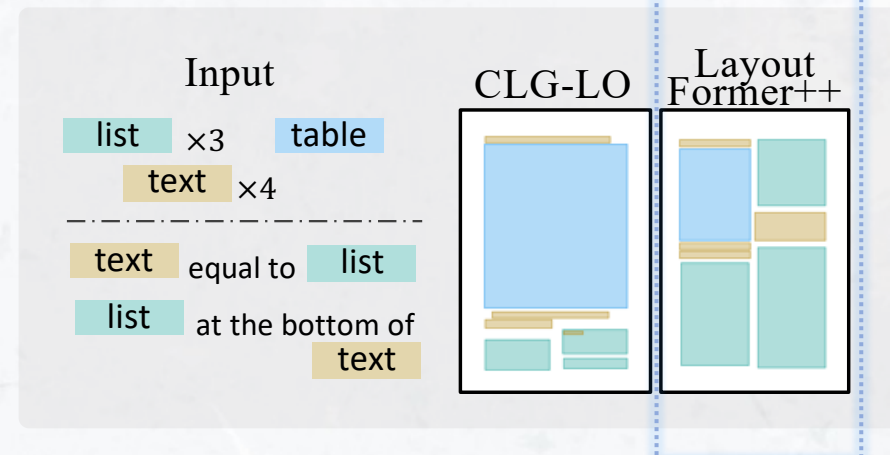 Input
list ×3 table
text ×4
text equal to list
list at the bottom of
text
CLG-LO
Layout
Former++